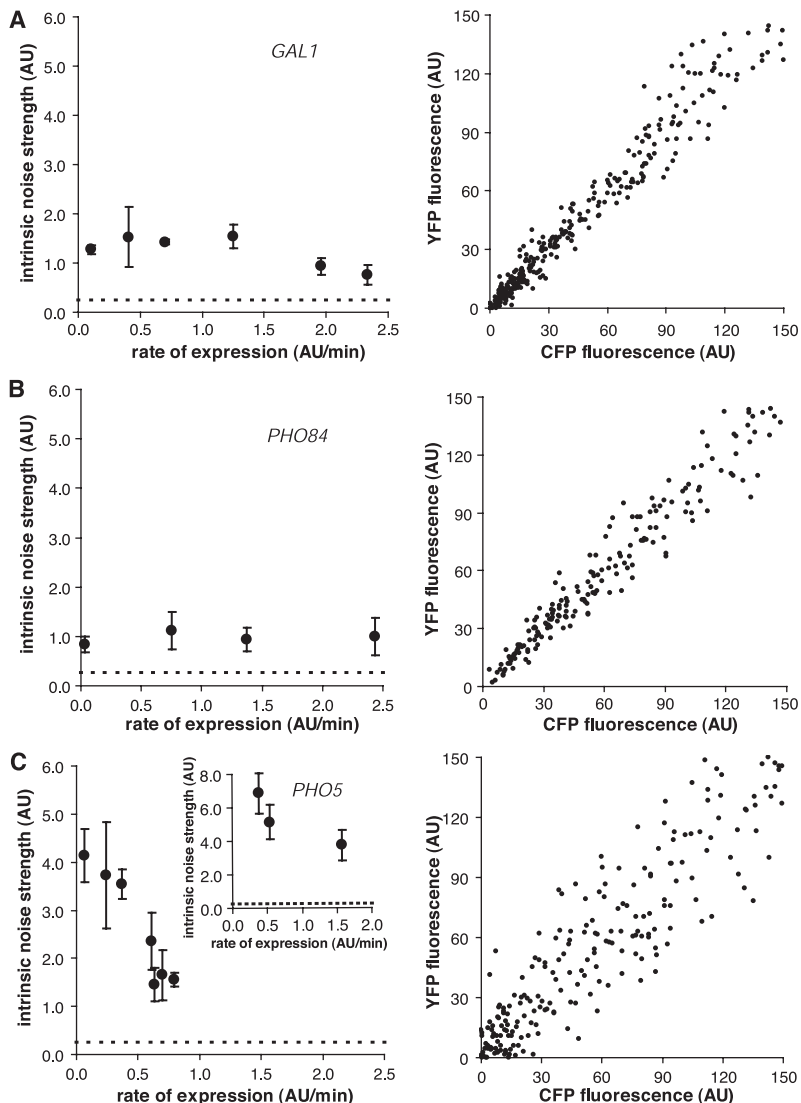 A
GAL1
intrinsic noise strength (AU)
6.0
5.0
4.0
3.0
2.0
1.0
0.0
0.0 0.5 1.0 1.5 2.0 2.5
rate of expression (AU/min)
YFP fluorescence (AU)
150
120
90
60
30
0
0 30 60 90 120 150
CFP fluorescence (AU)
B
PHO84
intrinsic noise strength (AU)
6.0
5.0
4.0
3.0
2.0
1.0
0.0
0.0 0.5 1.0 1.5 2.0 2.5
rate of expression (AU/min)
YFP fluorescence (AU)
150
120
90
60
30
0
0 30 60 90 120 150
CFP fluorescence (AU)
C
intrinsic noise strength (AU)
6.0
5.0
4.0
3.0
2.0
1.0
0.0
0.0 0.5 1.0 1.5 2.0 2.5
rate of expression (AU/min)
PHO5
intrinsic noise strength (AU)
8.0
6.0
4.0
2.0
0.0
0.0 0.5 1.0 1.5 2.0
rate of expression (AU/min)
YFP fluorescence (AU)
150
120
90
60
30
0
0 30 60 90 120 150
CFP fluorescence (AU)